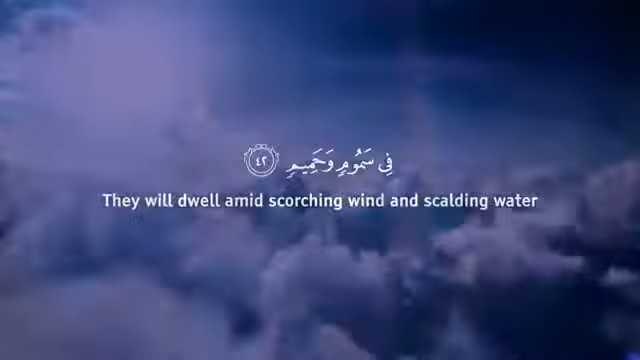 فِي سَمُومٍ وَحَمِيمٍ ٤٢
They will dwell amid scorching wind and scalding water